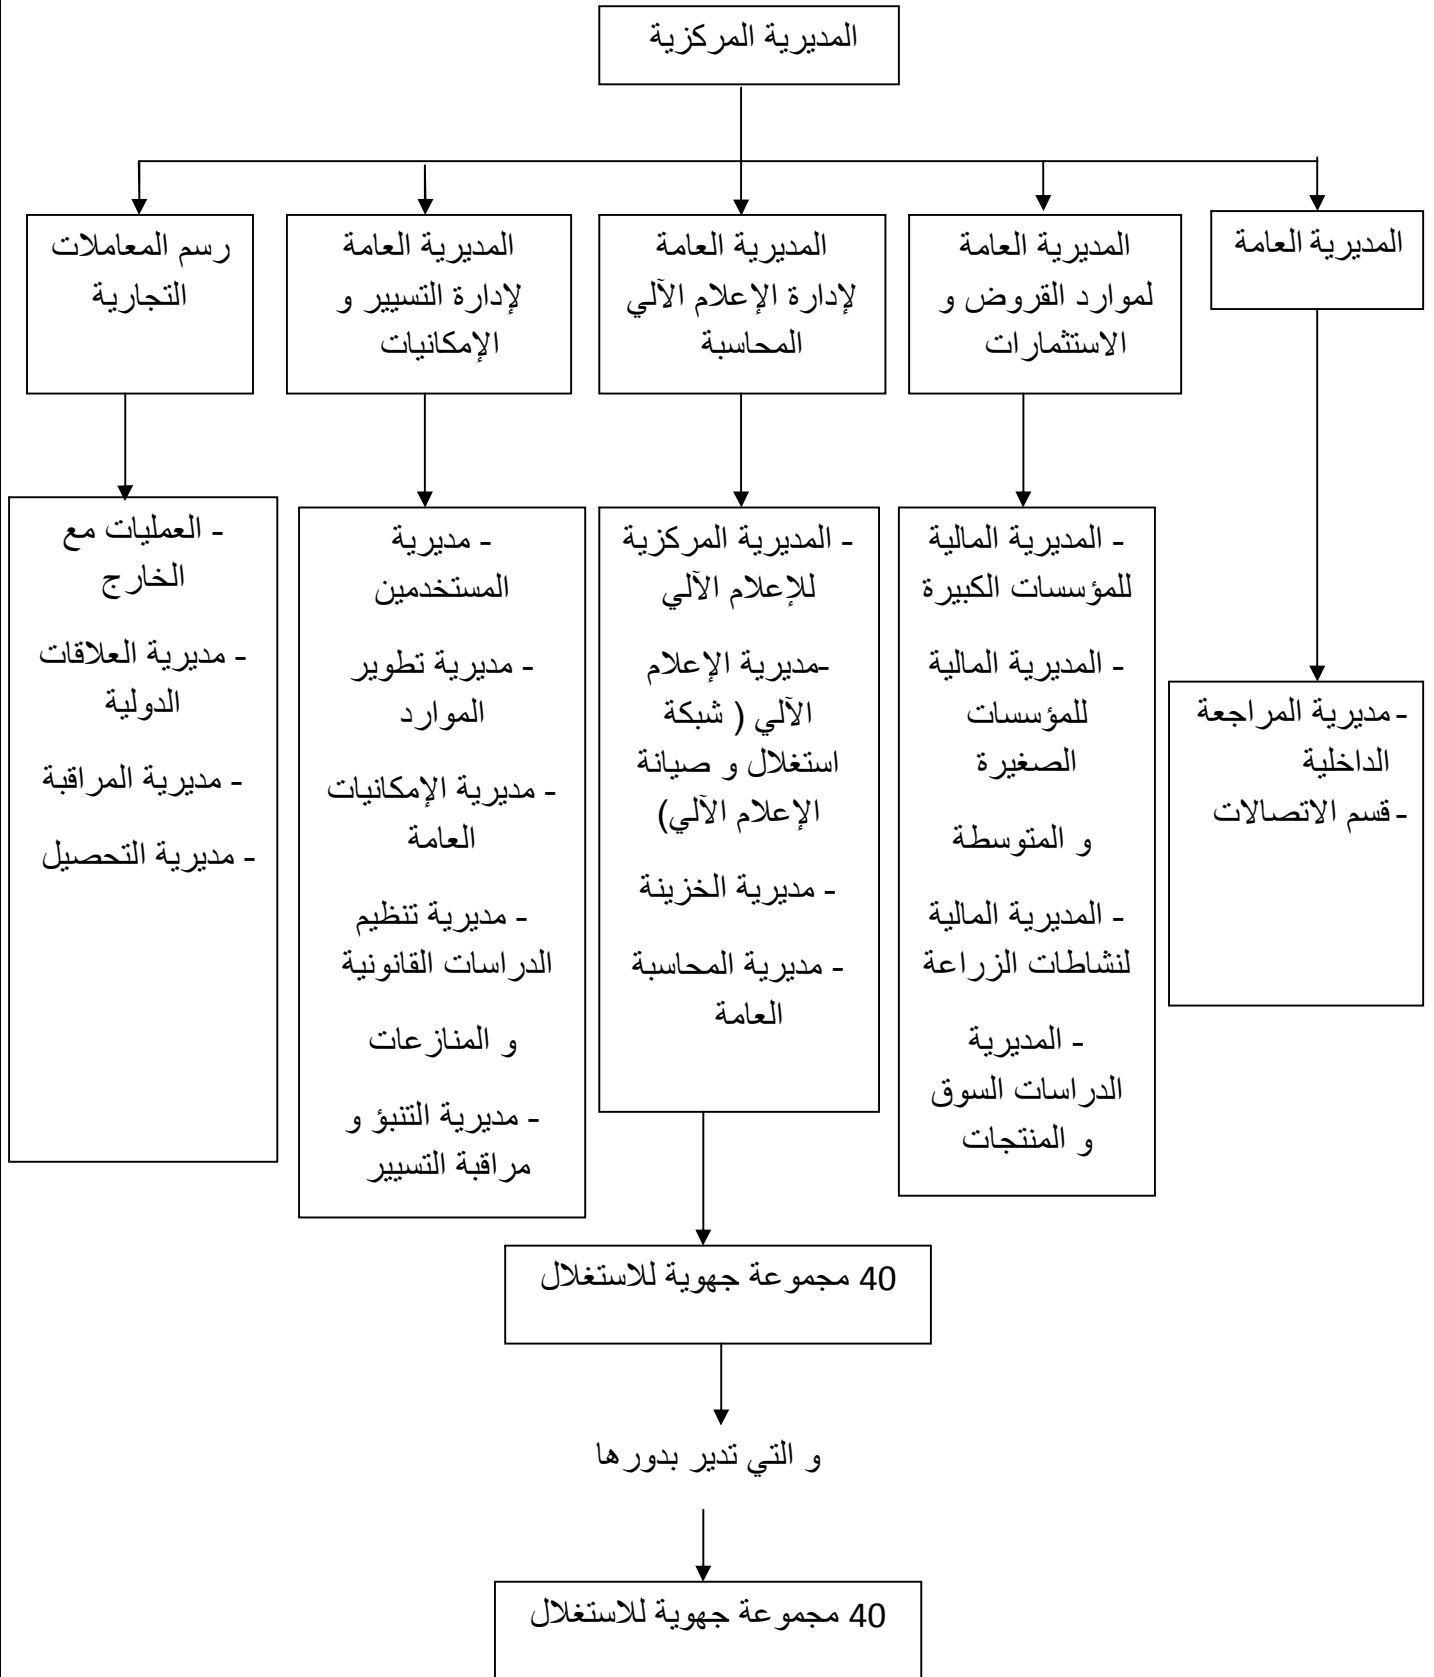 المديرية المركزية
المديرية العامة
المديرية العامة
لموارد القروض و
الاستثمارات
المديرية العامة
لإدارة الإعلام الآلي
المحاسبة
المديرية العامة
لإدارة التسيير و
الإمكانيات
رسم المعاملات
التجارية
- مديرية المراجعة
الداخلية
- قسم الاتصالات
- المديرية المالية
للمؤسسات الكبيرة
- المديرية المالية
للمؤسسات
الصغيرة
و المتوسطة
- المديرية المالية
لنشاطات الزراعة
- المديرية
الدراسات السوق
و المنتجات
- المديرية المركزية
للإعلام الآلي
-مديرية الإعلام
الآلي ( شبكة
استغلال و صيانة
الإعلام الآلي)
- مديرية الخزينة
- مديرية المحاسبة
العامة
- مديرية
المستخدمين
- مديرية تطوير
الموارد
- مديرية الإمكانيات
العامة
- مديرية تنظيم
الدراسات القانونية
و المنازعات
- مديرية التنبؤ و
مراقبة التسيير
- العمليات مع
الخارج
- مديرية العلاقات
الدولية
- مديرية المراقبة
- مديرية التحصيل
40 مجموعة جهوية للاستغلال
و التي تدير بدورها
40 مجموعة جهوية للاستغلال